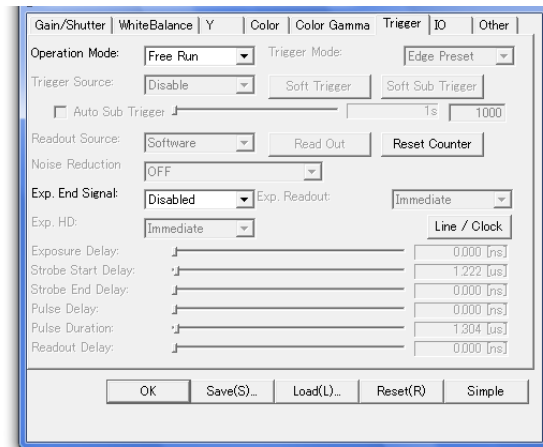 Gain/Shutter WhiteBalance Y Color Color Gamma Trigger IO Other
Operation Mode: Free Run Trigger Mode: Edge Preset
Trigger Source: Disable Soft Trigger Soft Sub Trigger
Auto Sub Trigger 1s 1000
Readout Source: Software Read Out Reset Counter
Noise Reduction OFF
Exp. End Signal: Disabled Exp. Readout: Immediate
Exp. HD: Immediate Line / Clock
Exposure Delay: 0.000 [ns]
Strobe Start Delay: 1.222 [us]
Strobe End Delay: 0.000 [ns]
Pulse Delay: 0.000 [ns]
Pulse Duration: 1.304 [us]
Readout Delay: 0.000 [ns]
OK Save(S)... Load(L)... Reset(R) Simple